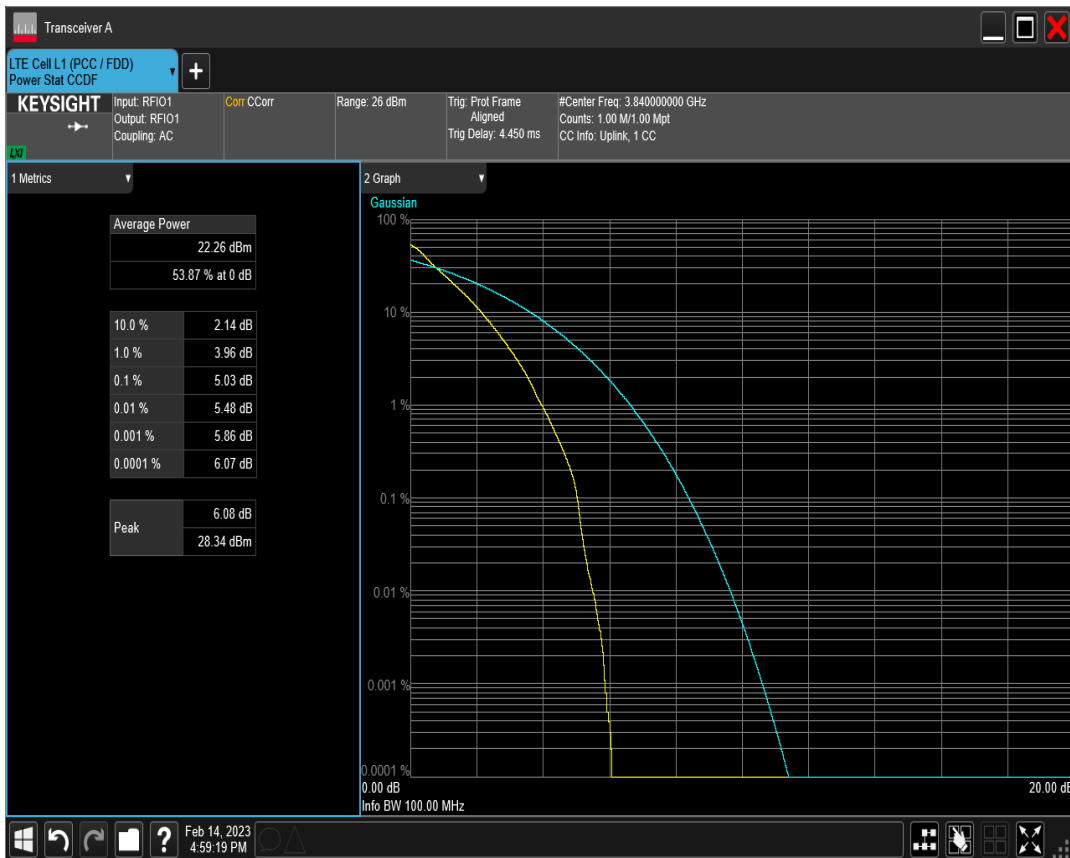 Transceiver A
LTE Cell L1 (PCC / FDD)
Power Stat CCDF
KEYSIGHT
LXI
Input: RFIO1
Output: RFIO1
Coupling: AC
Corr CCorr
Range: 26 dBm
Trig: Prot Frame
Aligned
Trig Delay: 4.450 ms
#Center Freq: 3.840000000 GHz
Counts: 1.00 M/1.00 Mpt
CC Info: Uplink, 1 CC
1 Metrics
Average Power
22.26 dBm
53.87 % at 0 dB
10.0 % 2.14 dB
1.0 % 3.96 dB
0.1 % 5.03 dB
0.01 % 5.48 dB
0.001 % 5.86 dB
0.0001 % 6.07 dB
Peak 6.08 dB
28.34 dBm
2 Graph
Gaussian
100 %
10 %
1 %
0.1 %
0.01 %
0.001 %
0.0001 %
0.00 dB 20.00 dB
Info BW 100.00 MHz
Feb 14, 2023
4:59:19 PM